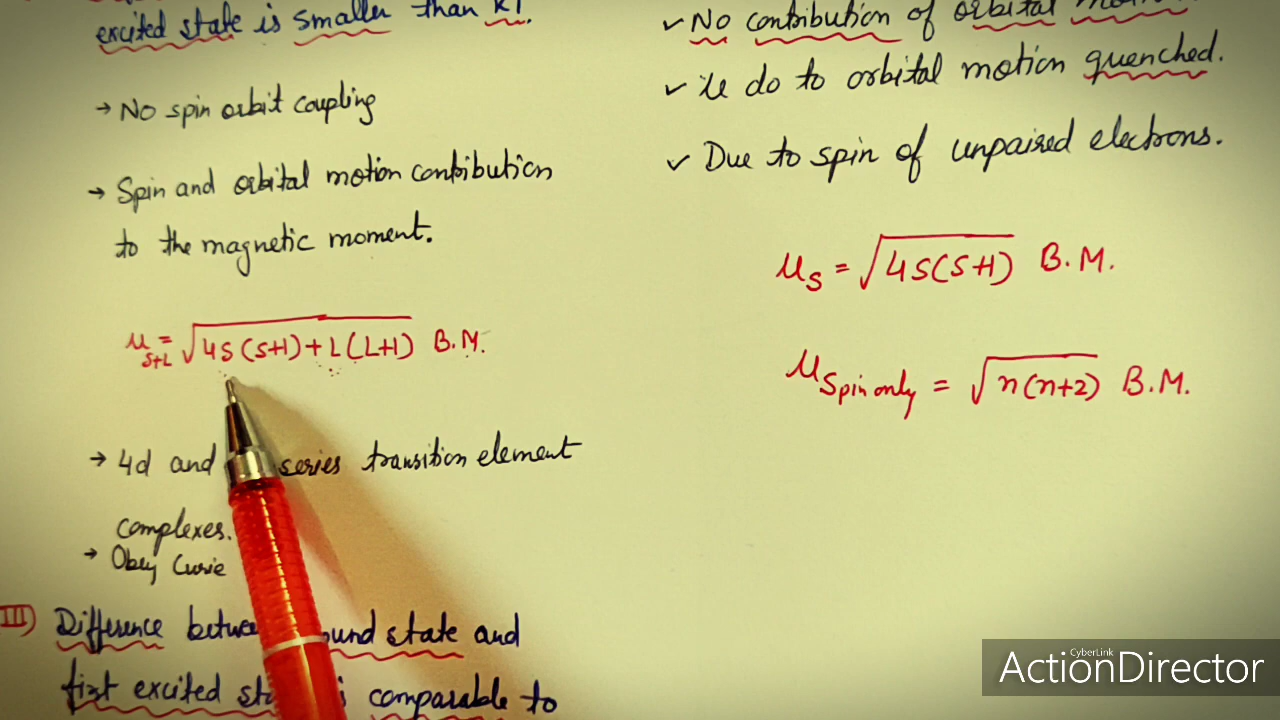 excited state is smaller than KT.
→ No spin orbit coupling
→ Spin and orbital motion contribution
to the magnetic moment.
μS+L = √4S(S+1)+L(L+1) B.M.
→ 4d and series transition element
complexes.
→ Obey Curie
III) Difference between ground state and
first excited comparable to
✓ No contribution of orbital
✓ ie do to orbital motion quenched.
✓ Due to spin of unpaired electrons.
μS = √4S(S+1) B.M.
μSpin only = √n(n+2) B.M.
CyberLink
ActionDirector